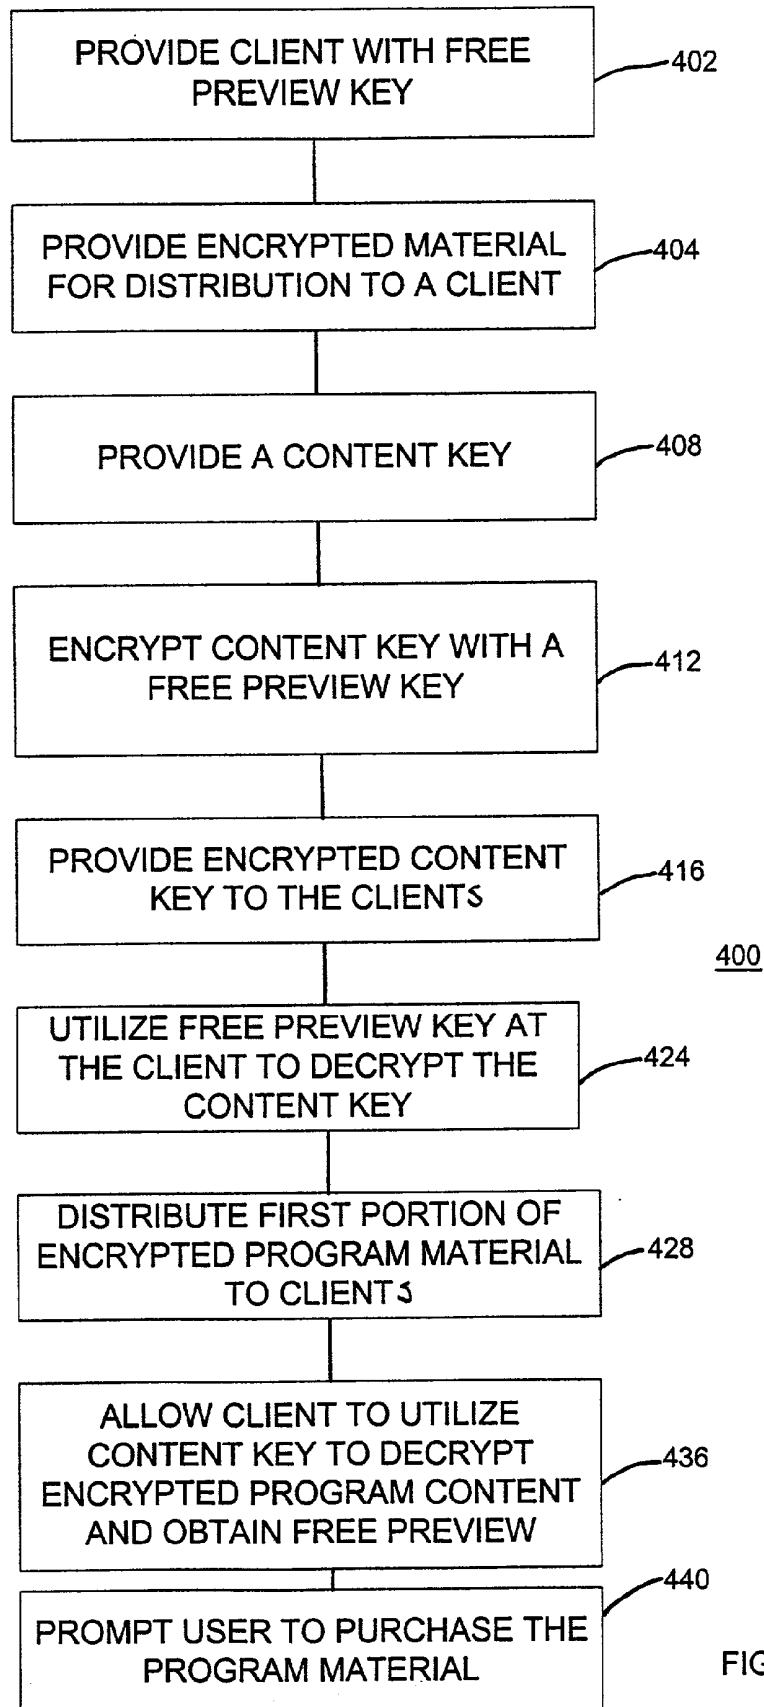 PROVIDE CLIENT WITH FREE
PREVIEW KEY
402
PROVIDE ENCRYPTED MATERIAL
FOR DISTRIBUTION TO A CLIENT
404
PROVIDE A CONTENT KEY
408
ENCRYPT CONTENT KEY WITH A
FREE PREVIEW KEY
412
PROVIDE ENCRYPTED CONTENT
KEY TO THE CLIENTS
416
400
UTILIZE FREE PREVIEW KEY AT
THE CLIENT TO DECRYPT THE
CONTENT KEY
424
DISTRIBUTE FIRST PORTION OF
ENCRYPTED PROGRAM MATERIAL
TO CLIENTS
428
ALLOW CLIENT TO UTILIZE
CONTENT KEY TO DECRYPT
ENCRYPTED PROGRAM CONTENT
AND OBTAIN FREE PREVIEW
436
PROMPT USER TO PURCHASE THE
PROGRAM MATERIAL
440
FIG